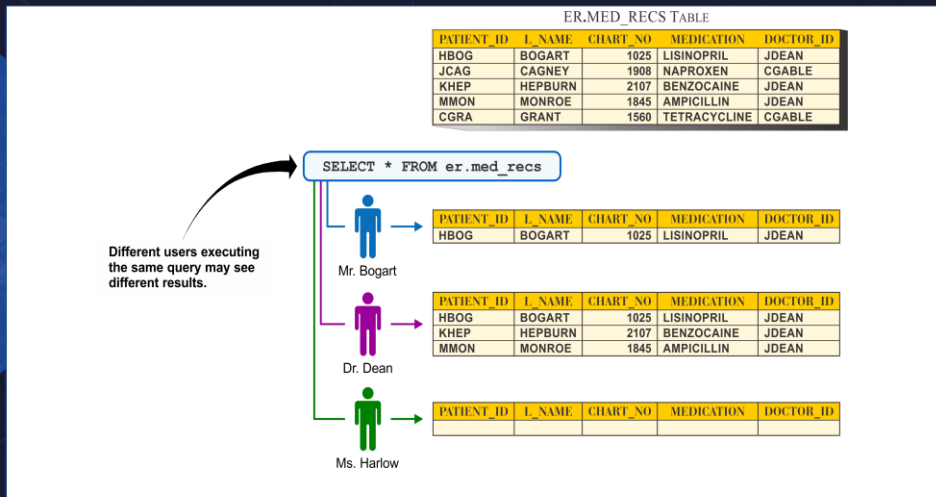 ER.MED_RECS TABLE
PATIENT_ID L_NAME CHART_NO MEDICATION DOCTOR_ID
HBOG BOGART 1025 LISINOPRIL JDEAN
JCAG CAGNEY 1908 NAPROXEN CGABLE
KHEP HEPBURN 2107 BENZOCAINE JDEAN
MMON MONROE 1845 AMPICILLIN JDEAN
CGRA GRANT 1560 TETRACYCLINE CGABLE
SELECT * FROM er.med_recs
Different users executing
the same query may see
different results.
PATIENT_ID L_NAME CHART_NO MEDICATION DOCTOR_ID
HBOG BOGART 1025 LISINOPRIL JDEAN
Mr. Bogart
PATIENT_ID L_NAME CHART_NO MEDICATION DOCTOR_ID
HBOG BOGART 1025 LISINOPRIL JDEAN
KHEP HEPBURN 2107 BENZOCAINE JDEAN
MMON MONROE 1845 AMPICILLIN JDEAN
Dr. Dean
PATIENT_ID L_NAME CHART_NO MEDICATION DOCTOR_ID
Ms. Harlow